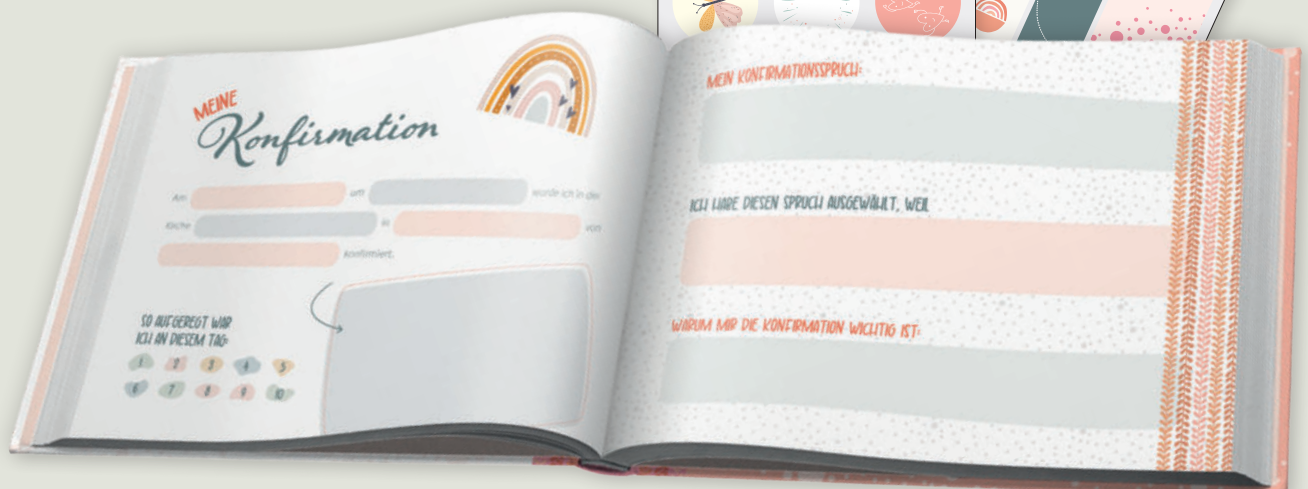 MEINE
Konfirmation
Am um wurde ich in der
Kirche in von
konfirmiert.
SO AUFGEREGT WAR
ICH AN DIESEM TAG:
1 2 3 4 5
6 7 8 9 10
MEIN KONFIRMATIONSSPRUCH:
ICH HABE DIESEN SPRUCH AUSGEWÄHLT, WEIL
WARUM MIR DIE KONFIRMATION WICHTIG IST: